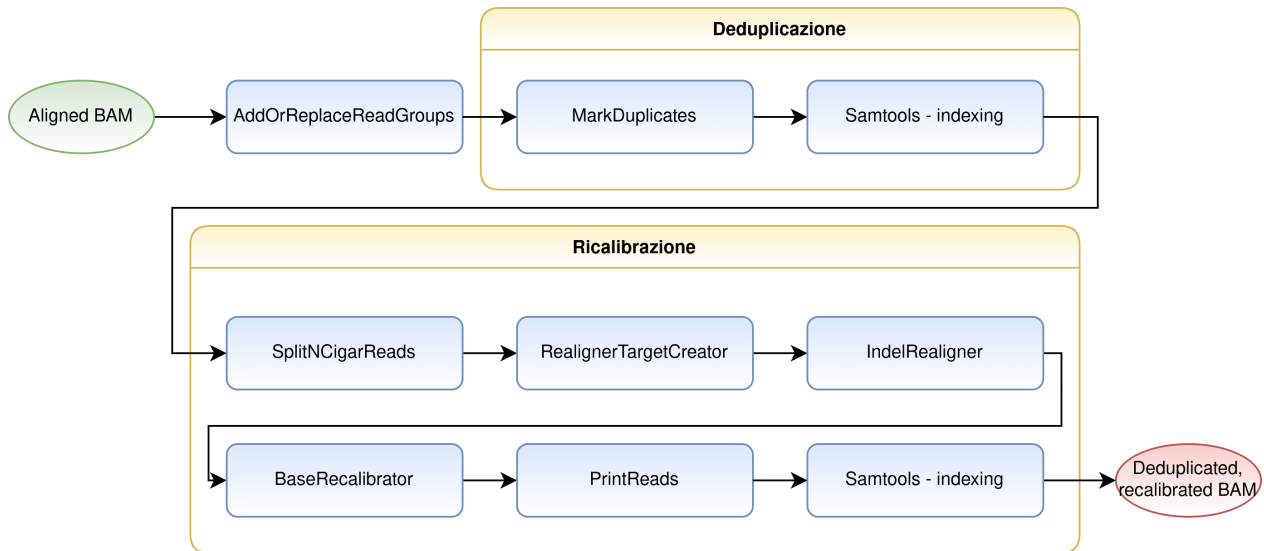 Deduplicazione
Aligned BAM
AddOrReplaceReadGroups
MarkDuplicates
Samtools - indexing
Ricalibrazione
SplitNCigarReads
RealignerTargetCreator
IndelRealigner
BaseRecalibrator
PrintReads
Samtools - indexing
Deduplicated,
recalibrated BAM